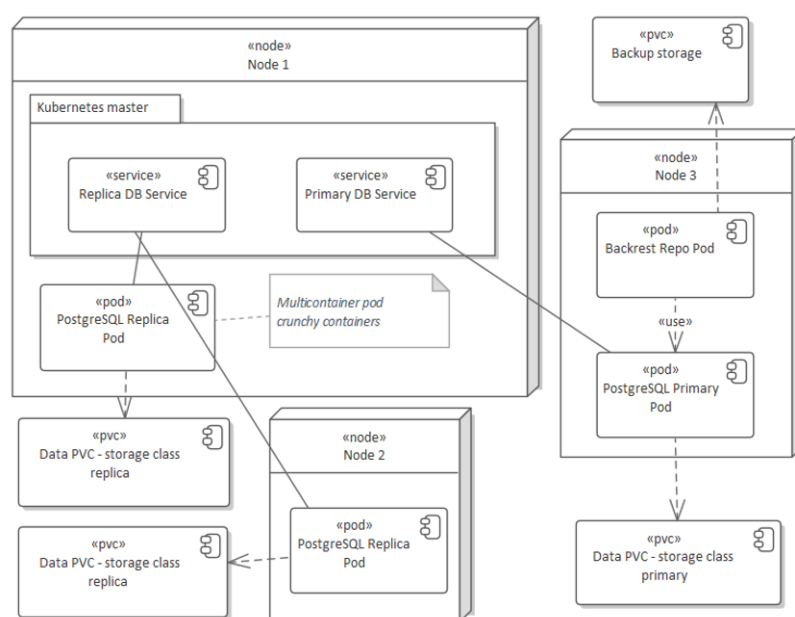 «node»
Node 1
Kubernetes master
«service»
Replica DB Service
«service»
Primary DB Service
«pod»
PostgreSQL Replica
Pod
Multicontainer pod
crunchy containers
«pvc»
Backup storage
«node»
Node 3
«pod»
Backrest Repo Pod
«use»
«pod»
PostgreSQL Primary
Pod
«pvc»
Data PVC - storage class
replica
«node»
Node 2
«pvc»
Data PVC - storage class
replica
«pod»
PostgreSQL Replica
Pod
«pvc»
Data PVC - storage class
primary